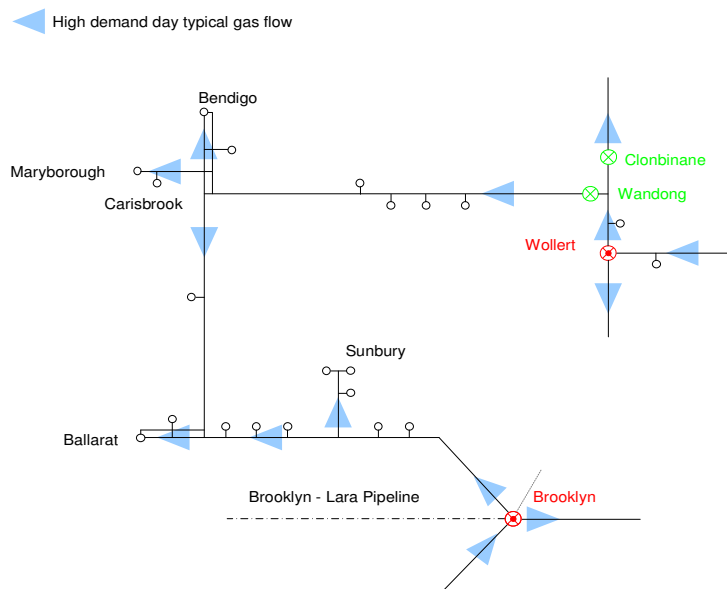 High demand day typical gas flow
Bendigo
Maryborough
Carisbrook
Clonbinane
Wandong
Wollert
Sunbury
Ballarat
Brooklyn - Lara Pipeline
Brooklyn